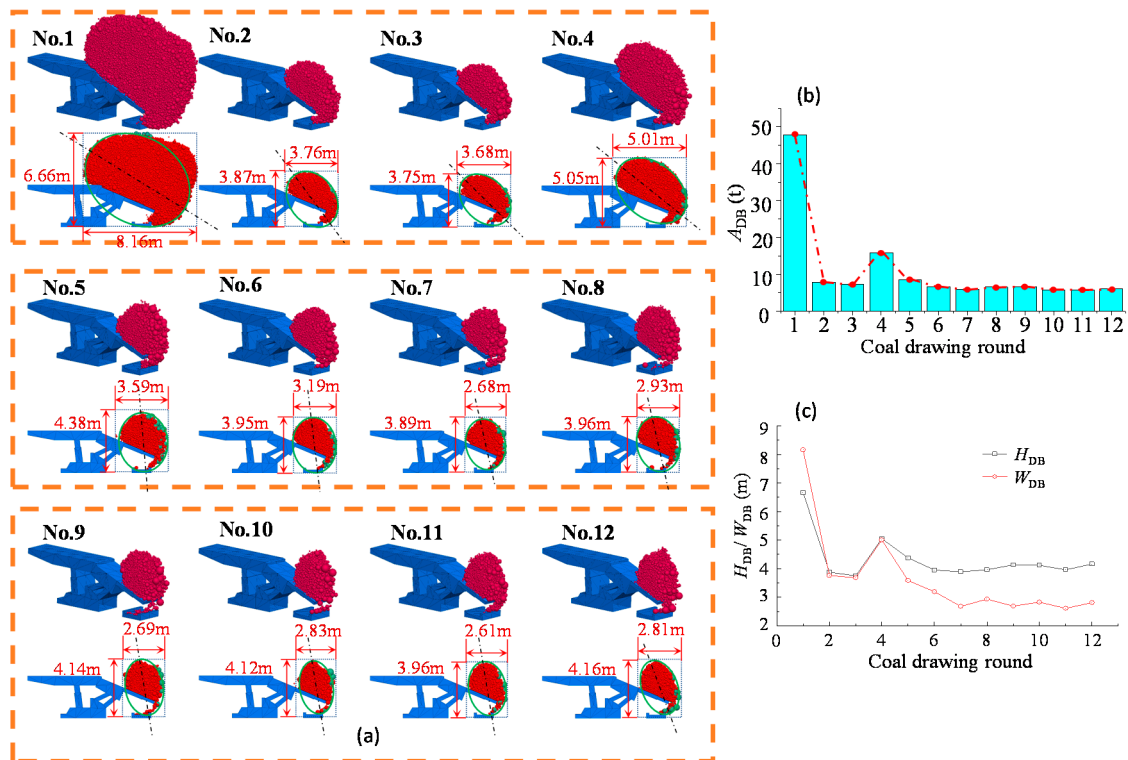 No.1 No.2 No.3 No.4
6.66m 8.16m 3.87m 3.76m 3.75m 3.68m 5.05m 5.01m
No.5 No.6 No.7 No.8
4.38m 3.59m 3.95m 3.19m 3.89m 2.68m 3.96m 2.93m
No.9 No.10 No.11 No.12
4.14m 2.69m 4.12m 2.83m 3.96m 2.61m 4.16m 2.81m
(a)
(b)
A_DB (t)
50
40
30
20
10
0
1 2 3 4 5 6 7 8 9 10 11 12
Coal drawing round
(c)
H_DB/ W_DB (m)
9
8
7
6
5
4
3
2
H_DB
W_DB
0 2 4 6 8 10 12
Coal drawing round